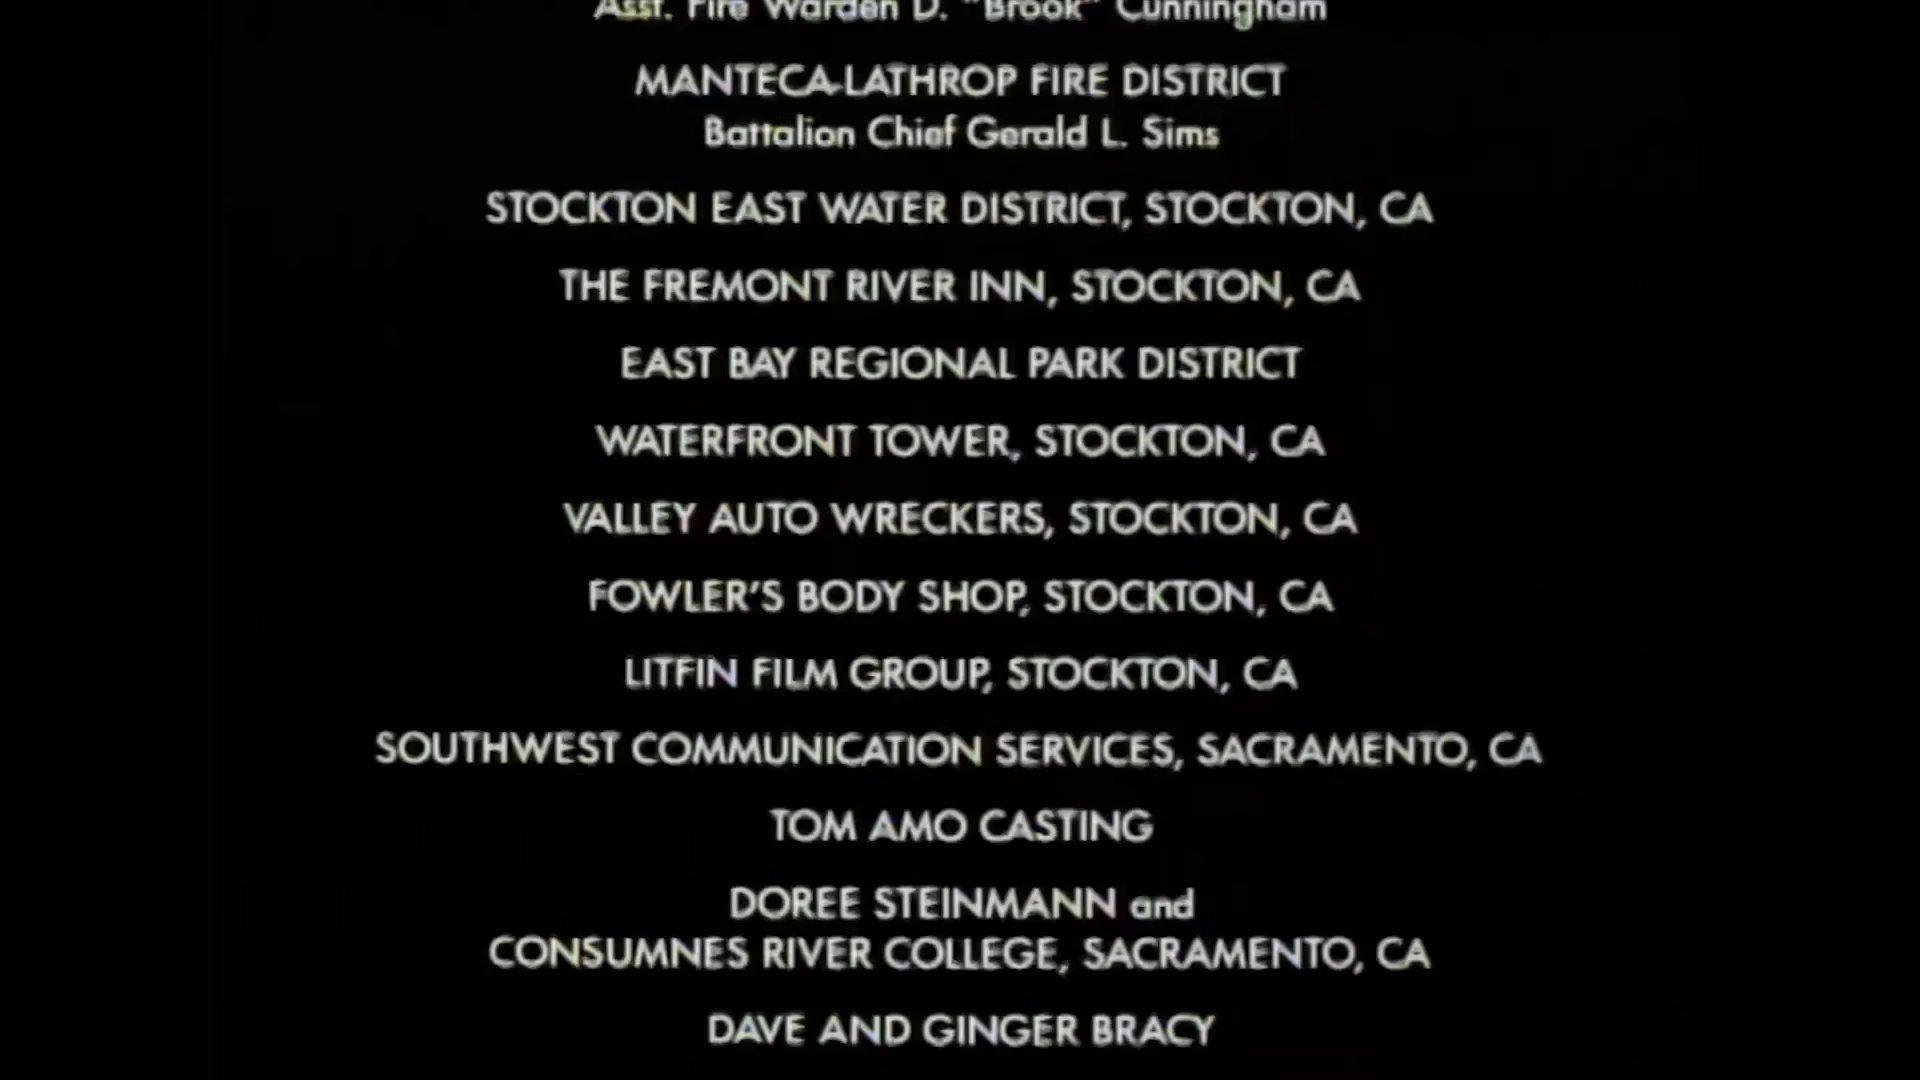 Asst. Fire Warden D. "Brook" Cunningham
MANTECA-LATHROP FIRE DISTRICT
Battalion Chief Gerald L. Sims
STOCKTON EAST WATER DISTRICT, STOCKTON, CA
THE FREMONT RIVER INN, STOCKTON, CA
EAST BAY REGIONAL PARK DISTRICT
WATERFRONT TOWER, STOCKTON, CA
VALLEY AUTO WRECKERS, STOCKTON, CA
FOWLER'S BODY SHOP, STOCKTON, CA
LITFIN FILM GROUP, STOCKTON, CA
SOUTHWEST COMMUNICATION SERVICES, SACRAMENTO, CA
TOM AMO CASTING
DOREE STEINMANN and
CONSUMNES RIVER COLLEGE, SACRAMENTO, CA
DAVE AND GINGER BRACY